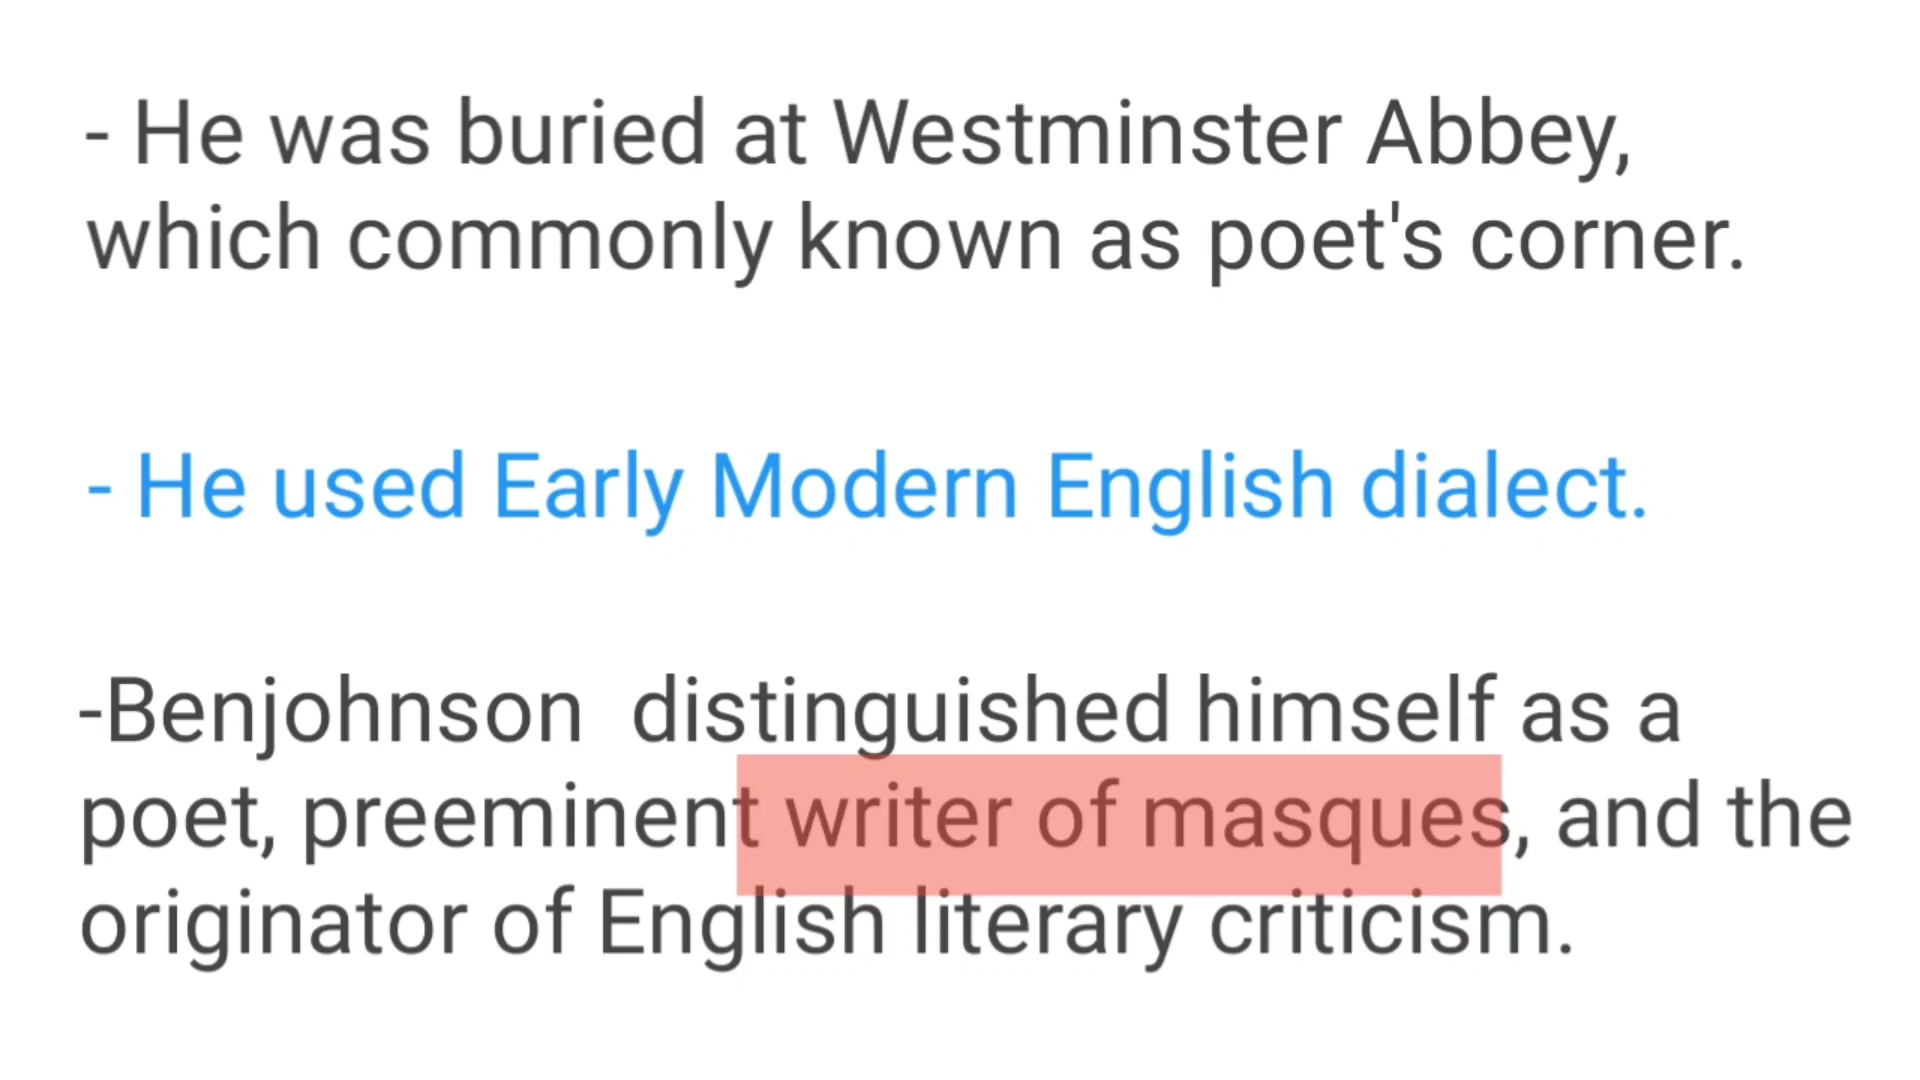 - He was buried at Westminster Abbey,
which commonly known as poet's corner.
- He used Early Modern English dialect.
-Benjohnson  distinguished himself as a
poet, preeminent writer of masques, and the
originator of English literary criticism.